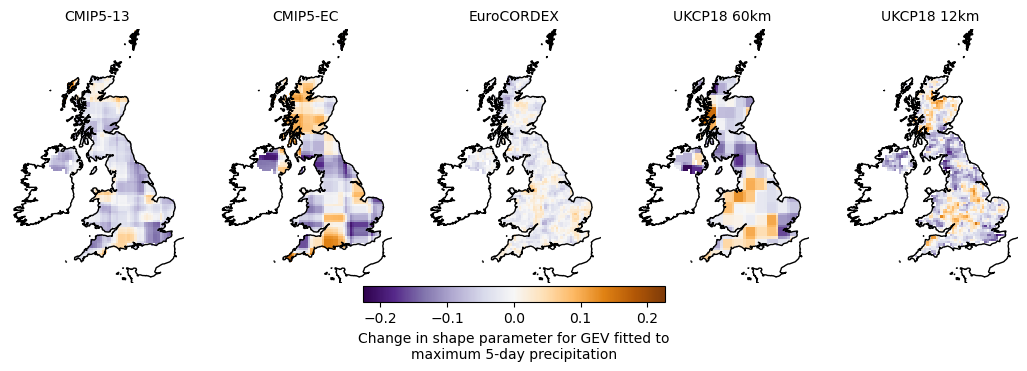 CMIP5-13
CMIP5-EC
EuroCORDEX
UKCP18 60km
UKCP18 12km
−0.2
−0.1
0.0
0.1
0.2
Change in shape parameter for GEV fitted to
maximum 5-day precipitation